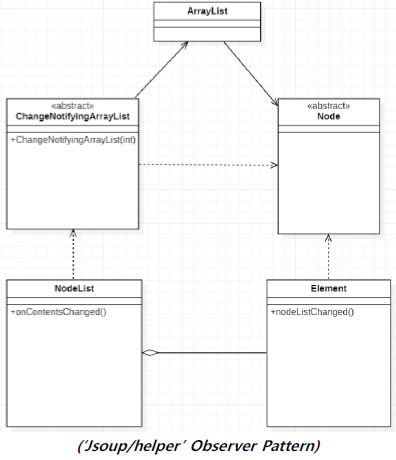 ArrayList
«abstract»
ChangeNotifyingArrayList
+ChangeNotifyingArrayList(int)
«abstract»
Node
NodeList
+onContentsChanged()
Element
+nodeListChanged()
('Jsoup/helper' Observer Pattern)